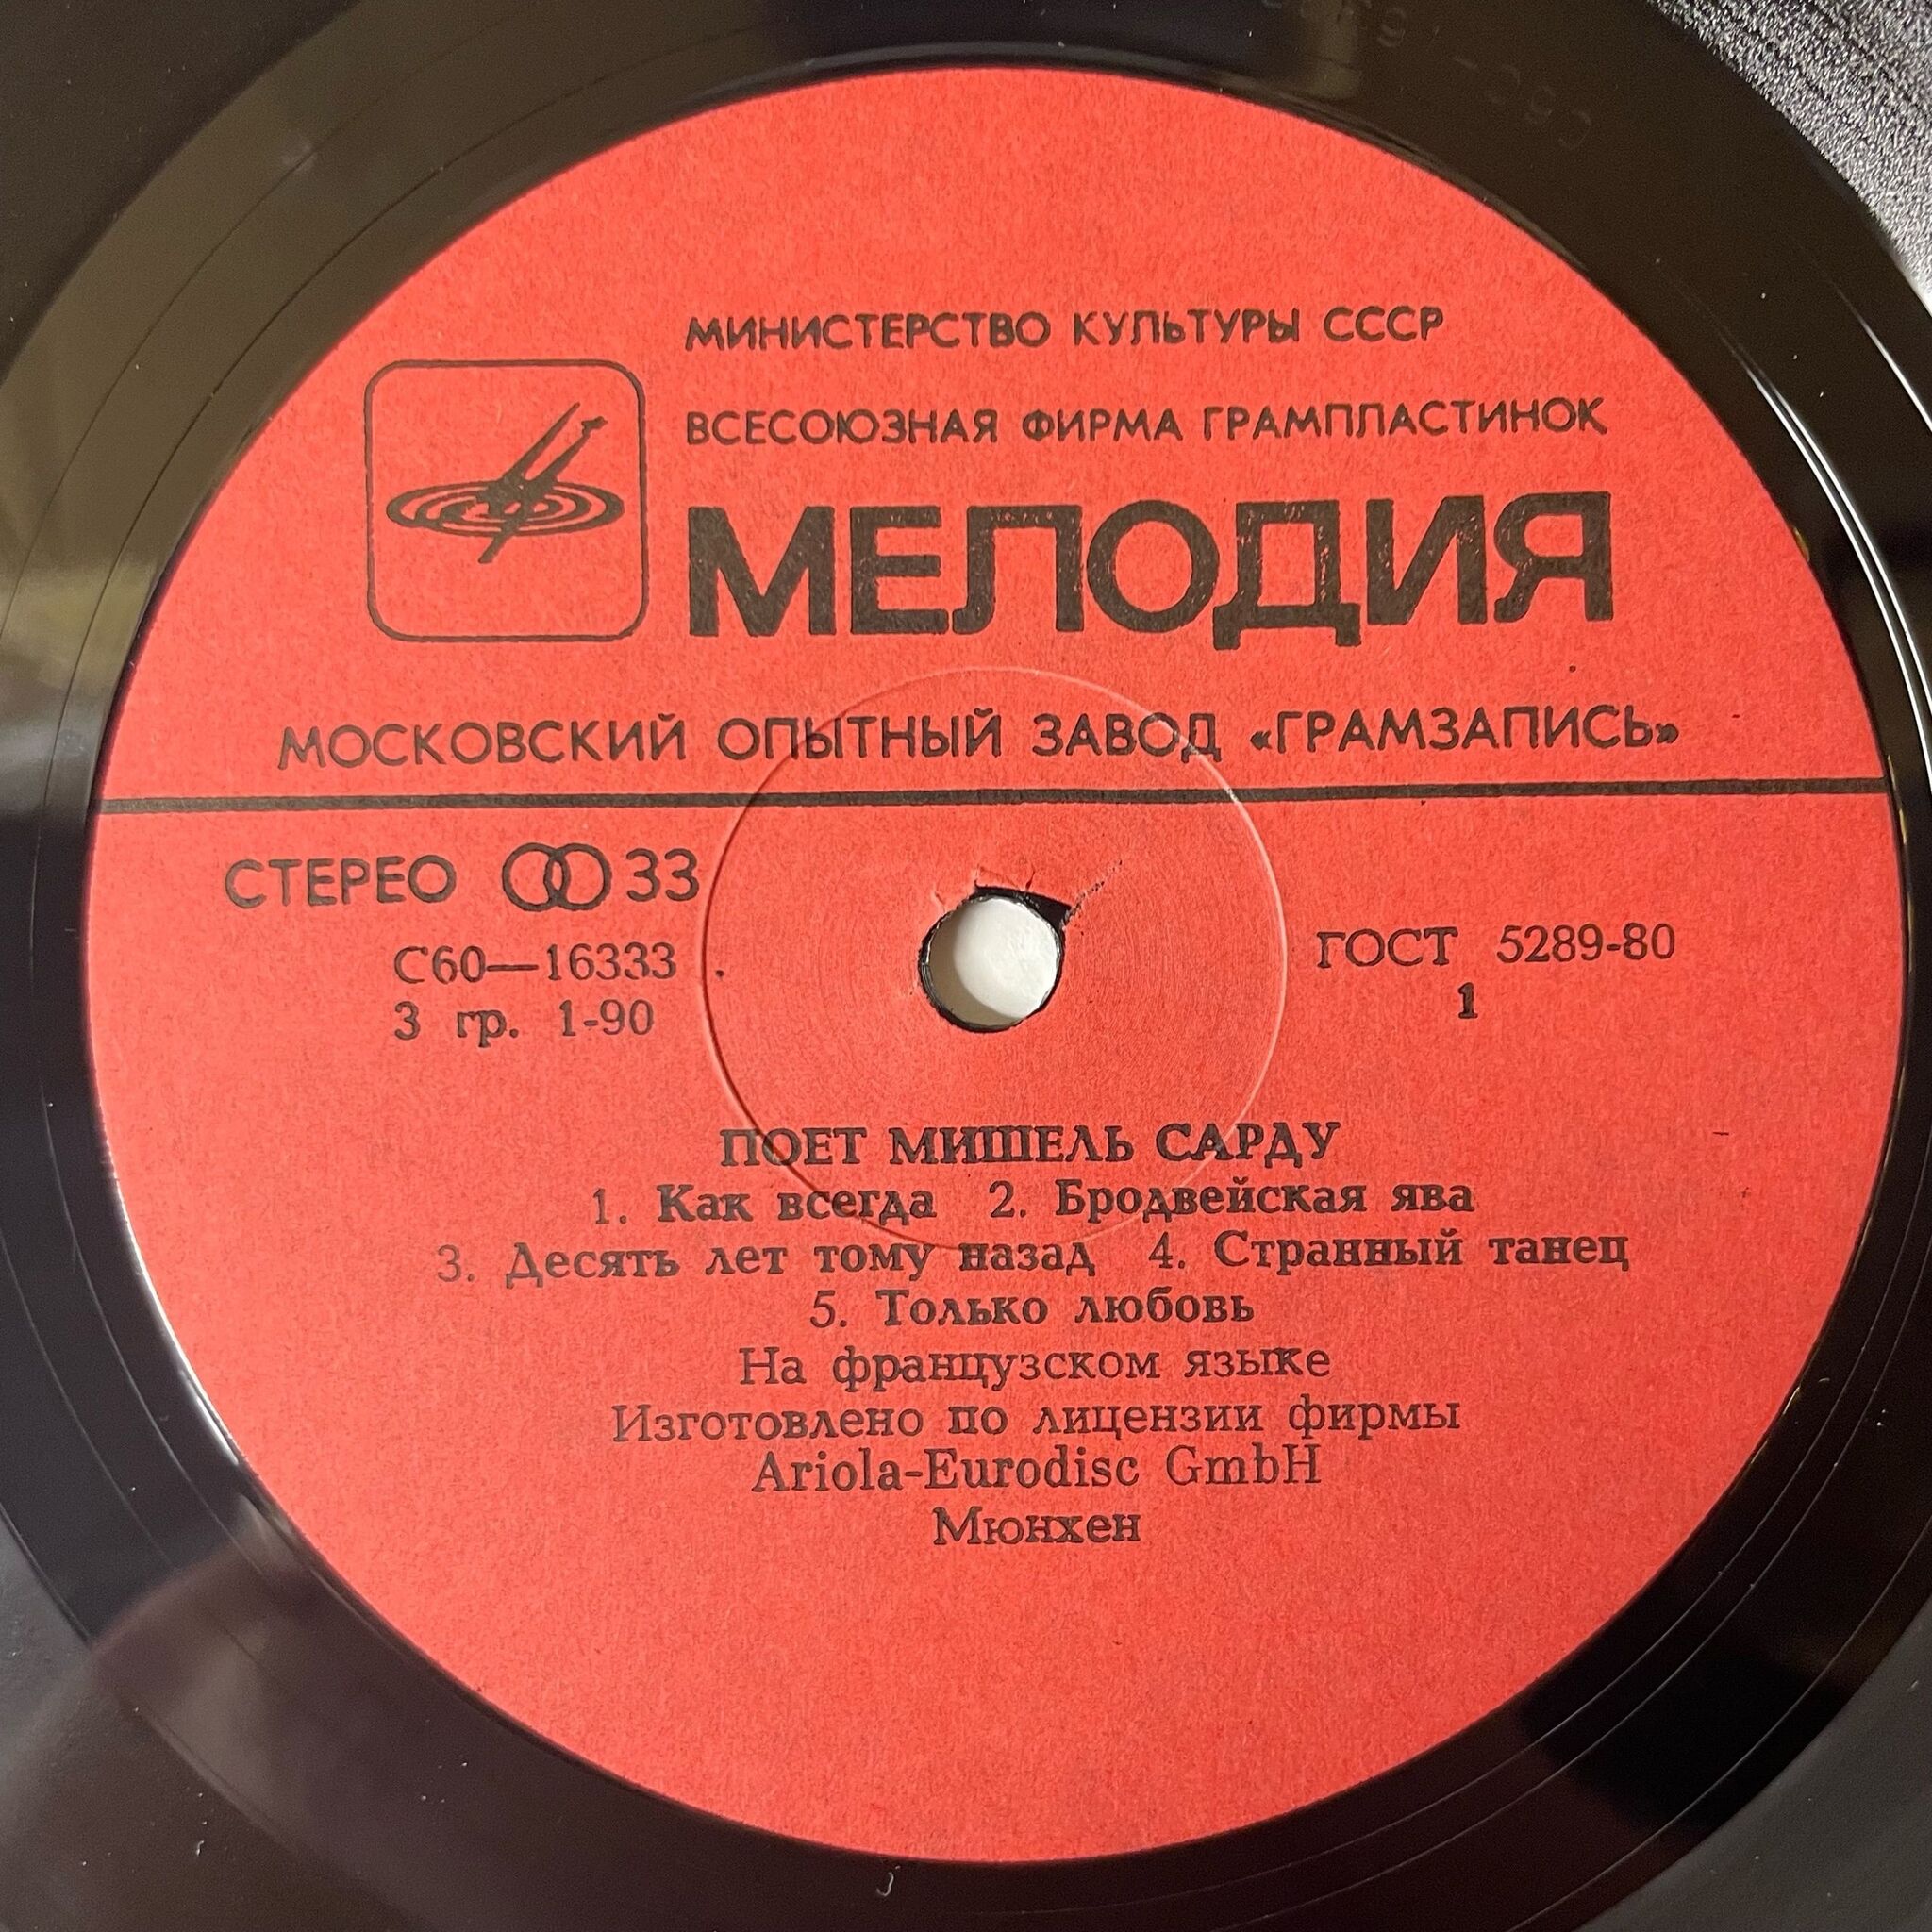 МИНИСТЕРСТВО КУЛЬТУРЫ СССР
ВСЕСОЮЗНАЯ ФИРМА ГРАМПЛАСТИНОК
МЕЛОДИЯ
МОСКОВСКИЙ ОПЫТНЫЙ ЗАВОД «ГРАМЗАПИСЬ»
СТЕРЕО 33
С60—16333
3 гр. 1-90
ГОСТ 5289-80
1
ПОЕТ МИШЕЛЬ САРДУ
1. Как всегда 2. Бродвейская ява
3. Десять лет тому назад 4. Странный танец
5. Только любовь
На французском языке
Изготовлено по лицензии фирмы
Ariola-Eurodisc GmbH
Мюнхен